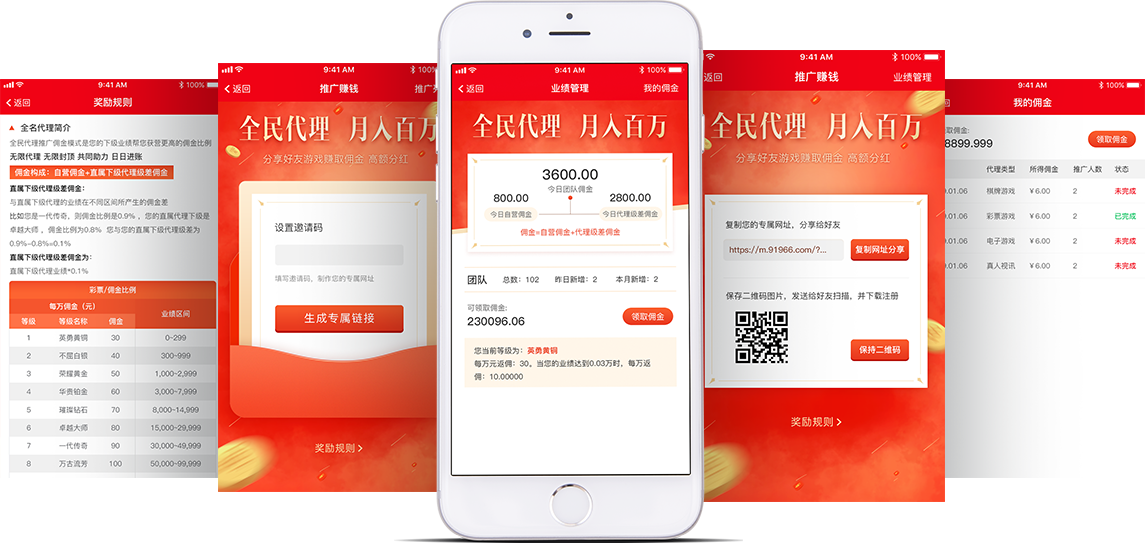 9:41 AM
100%
返回
奖励规则
全名代理简介
全民代理推广佣金模式是您的下级业绩帮您获营更高的佣金比例
无限代理 无限封顶 共同助力 日日进账
佣金构成：自营佣金+直属下级代理级差佣金
直属下级代理级差佣金：
与直属下级代理的业绩在不同区间所产生的佣金差
比如您是一代传奇，则佣金比例是0.9%，您的直属代理下级是
卓越大师，佣金比例为0.8% 您与您的直属下级代理级差为
0.9%-0.8%=0.1%
直属下级代理级差佣金为：
直属下级代理业绩*0.1%
彩票/佣金比例
每万佣金（元）
业绩区间
等级 等级名称 佣金
1 英勇黄铜 30 0-299
2 不屈白银 40 300-999
3 荣耀黄金 50 1,000-2,999
4 华贵铂金 60 3,000-7,999
5 璀璨钻石 70 8,000-14,999
6 卓越大师 80 15,000-29,999
7 一代传奇 90 30,000-49,999
8 万古流芳 100 50,000-99,999
9:41 AM
100%
返回
推广赚钱
推广
全民代理 月入百万
分享好友游戏赚取佣金 高额分红
设置邀请码
填写邀请码，制作您的专属网址
生成专属链接
奖励规则
9:41 AM
100%
返回
业绩管理
我的佣金
全民代理 月入百万
3600.00
今日团队佣金
800.00
2800.00
今日自营佣金
今日代理级差佣金
佣金=自营佣金+代理级差佣金
团队 总数：102 昨日新增：2 本月新增：2
可领取佣金:
230096.06
领取佣金
您当前等级为：英勇黄铜
每万元返佣：30。当您的业绩达到0.03万时，每万返
佣：10.00000
9:41 AM
100%
返回
推广赚钱
业绩管理
全民代理 月入百万
分享好友游戏赚取佣金 高额分红
复制您的专属网址，分享给好友
https://m.91966.com/?...
复制网址分享
保存二维码图片，发送给好友扫描，并下载注册
保持二维码
奖励规则
9:41 AM
100%
回
我的佣金
取佣金:
8899.999
领取佣金
代理类型 所得佣金 推广人数 状态
.01.06 棋牌游戏 ¥6.00 2 未完成
.01.06 彩票游戏 ¥6.00 2 已完成
.01.06 电子游戏 ¥6.00 2 未完成
.01.06 真人视讯 ¥6.00 2 未完成